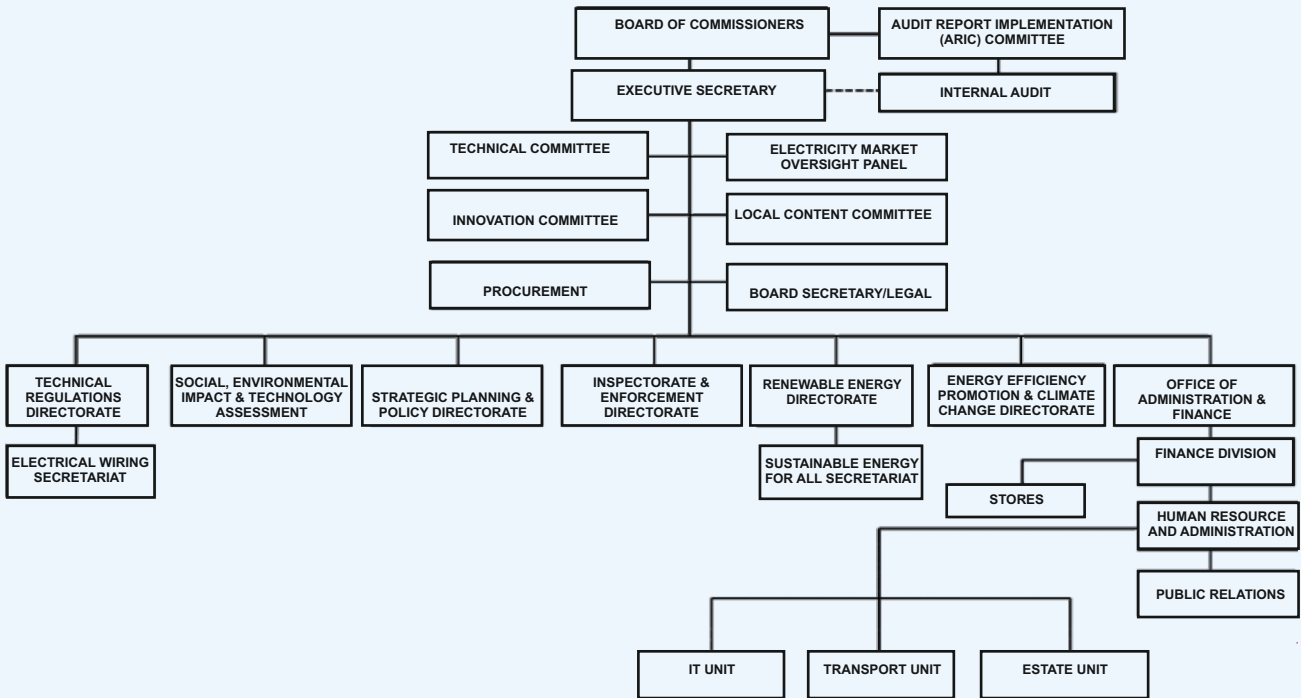 BOARD OF COMMISSIONERS
AUDIT REPORT IMPLEMENTATION
(ARIC) COMMITTEE
EXECUTIVE SECRETARY
INTERNAL AUDIT
TECHNICAL COMMITTEE
ELECTRICITY MARKET
OVERSIGHT PANEL
INNOVATION COMMITTEE
LOCAL CONTENT COMMITTEE
PROCUREMENT
BOARD SECRETARY/LEGAL
TECHNICAL
REGULATIONS
DIRECTORATE
SOCIAL, ENVIRONMENTAL
IMPACT & TECHNOLOGY
ASSESSMENT
STRATEGIC PLANNING &
POLICY DIRECTORATE
INSPECTORATE &
ENFORCEMENT
DIRECTORATE
RENEWABLE ENERGY
DIRECTORATE
ENERGY EFFICIENCY
PROMOTION & CLIMATE
CHANGE DIRECTORATE
OFFICE OF
ADMINISTRATION &
FINANCE
ELECTRICAL WIRING
SECRETARIAT
SUSTAINABLE ENERGY
FOR ALL SECRETARIAT
FINANCE DIVISION
STORES
HUMAN RESOURCE
AND ADMINISTRATION
PUBLIC RELATIONS
IT UNIT
TRANSPORT UNIT
ESTATE UNIT